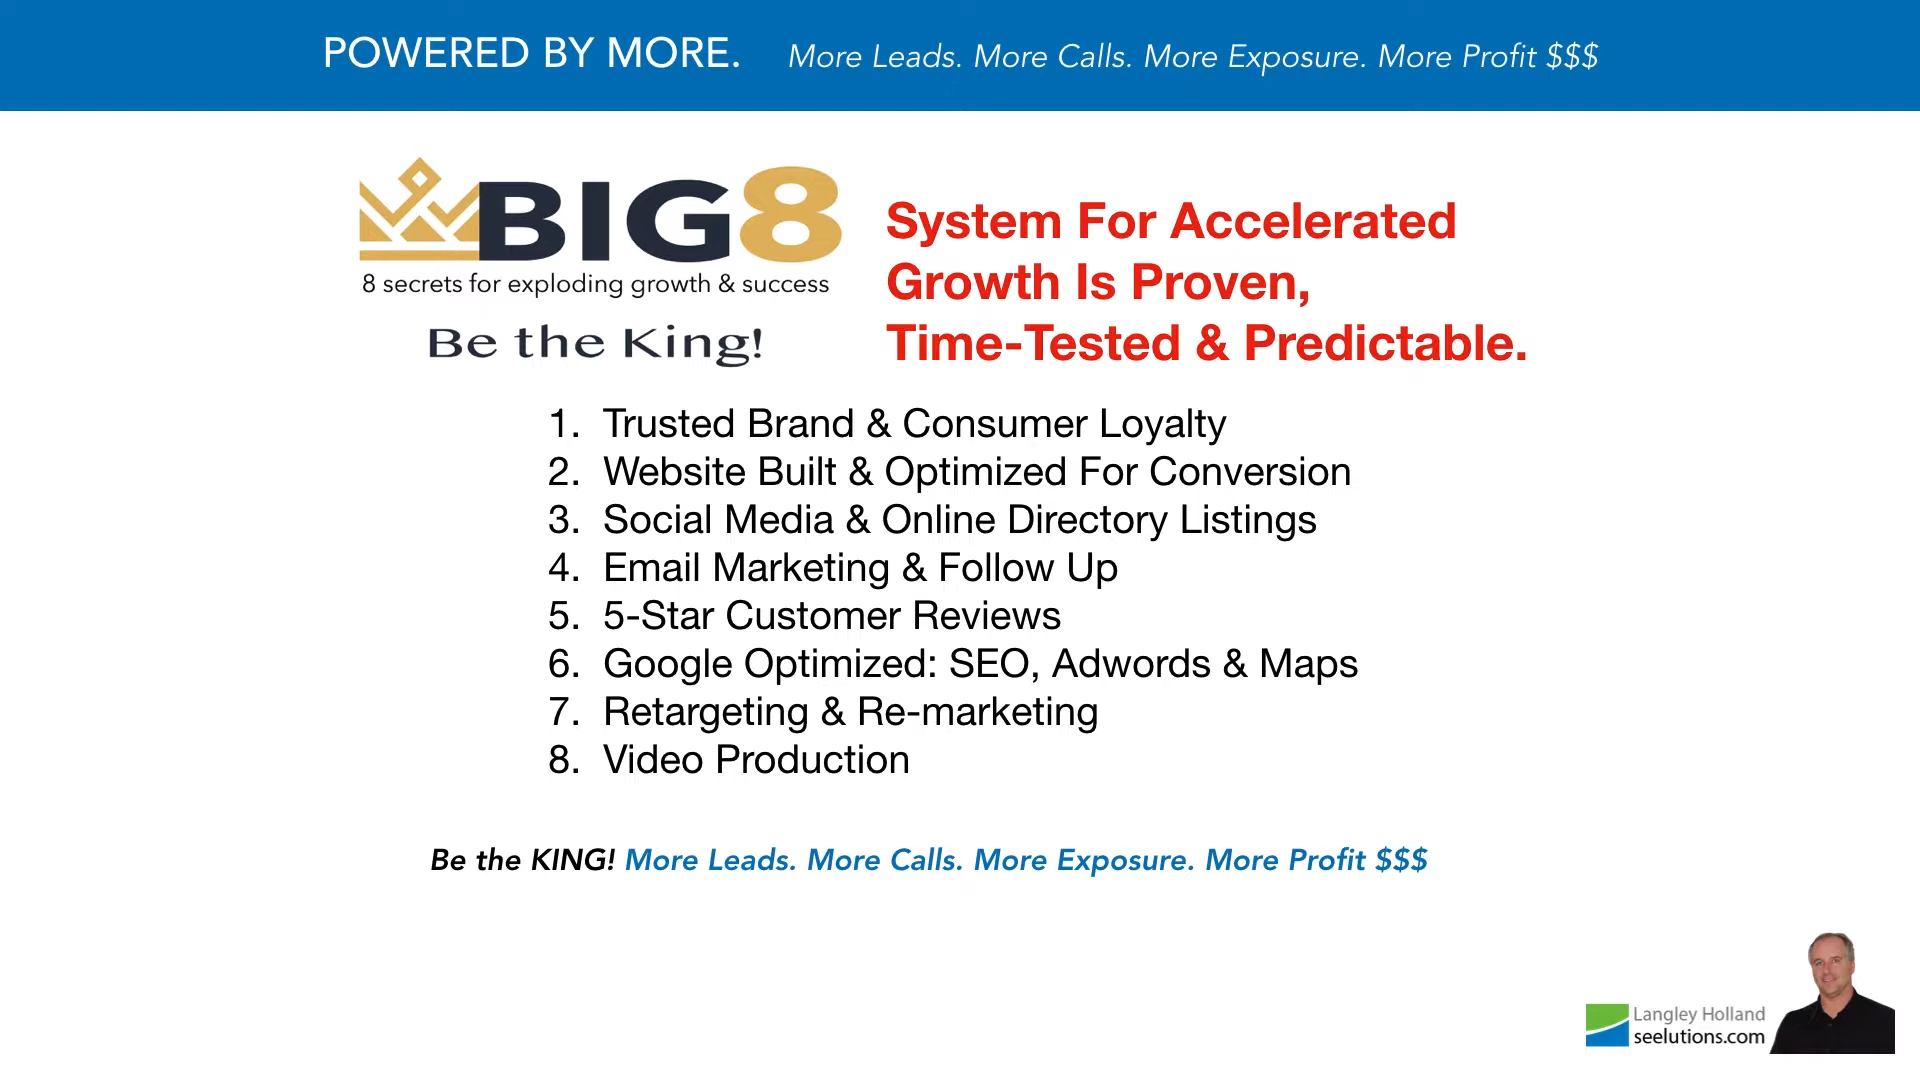 POWERED BY MORE. More Leads. More Calls. More Exposure. More Profit $$$
BIG8
8 secrets for exploding growth & success
Be the King!
System For Accelerated
Growth Is Proven,
Time-Tested & Predictable.
1. Trusted Brand & Consumer Loyalty
2. Website Built & Optimized For Conversion
3. Social Media & Online Directory Listings
4. Email Marketing & Follow Up
5. 5-Star Customer Reviews
6. Google Optimized: SEO, Adwords & Maps
7. Retargeting & Re-marketing
8. Video Production
Be the KING! More Leads. More Calls. More Exposure. More Profit $$$
Langley Holland
seelutions.com